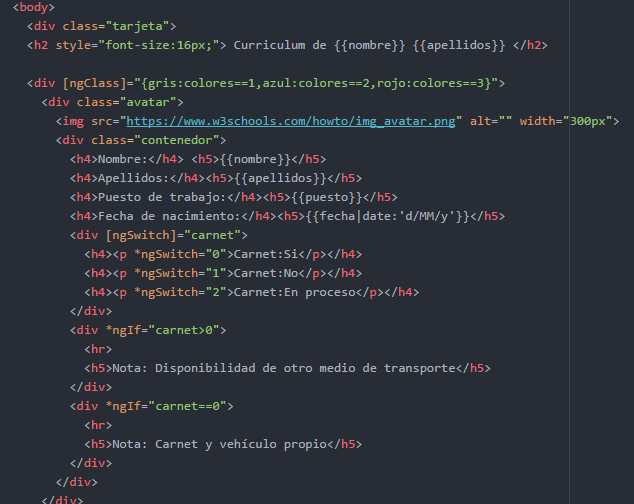 <body>
<div class="tarjeta">
<h2 style="font-size:16px;"> Curriculum de {{nombre}} {{apellidos}} </h2>
<div [ngClass]="{gris:colores==1,azul:colores==2,rojo:colores==3}">
<div class="avatar">
<img src="https://www.w3schools.com/howto/img_avatar.png" alt="" width="300px">
<div class="contenedor">
<h4>Nombre:</h4> <h5>{{nombre}}</h5>
<h4>Apellidos:</h4><h5>{{apellidos}}</h5>
<h4>Puesto de trabajo:</h4><h5>{{puesto}}</h5>
<h4>Fecha de nacimiento:</h4><h5>{{fecha|date:'d/MM/y'}}</h5>
<div [ngSwitch]="carnet">
<h4><p *ngSwitch="0">Carnet:Si</p></h4>
<h4><p *ngSwitch="1">Carnet:No</p></h4>
<h4><p *ngSwitch="2">Carnet:En proceso</p></h4>
</div>
<div *ngIf="carnet>0">
<hr>
<h5>Nota: Disponibilidad de otro medio de transporte</h5>
</div>
<div *ngIf="carnet==0">
<hr>
<h5>Nota: Carnet y vehículo propio</h5>
</div>
</div>
</div>